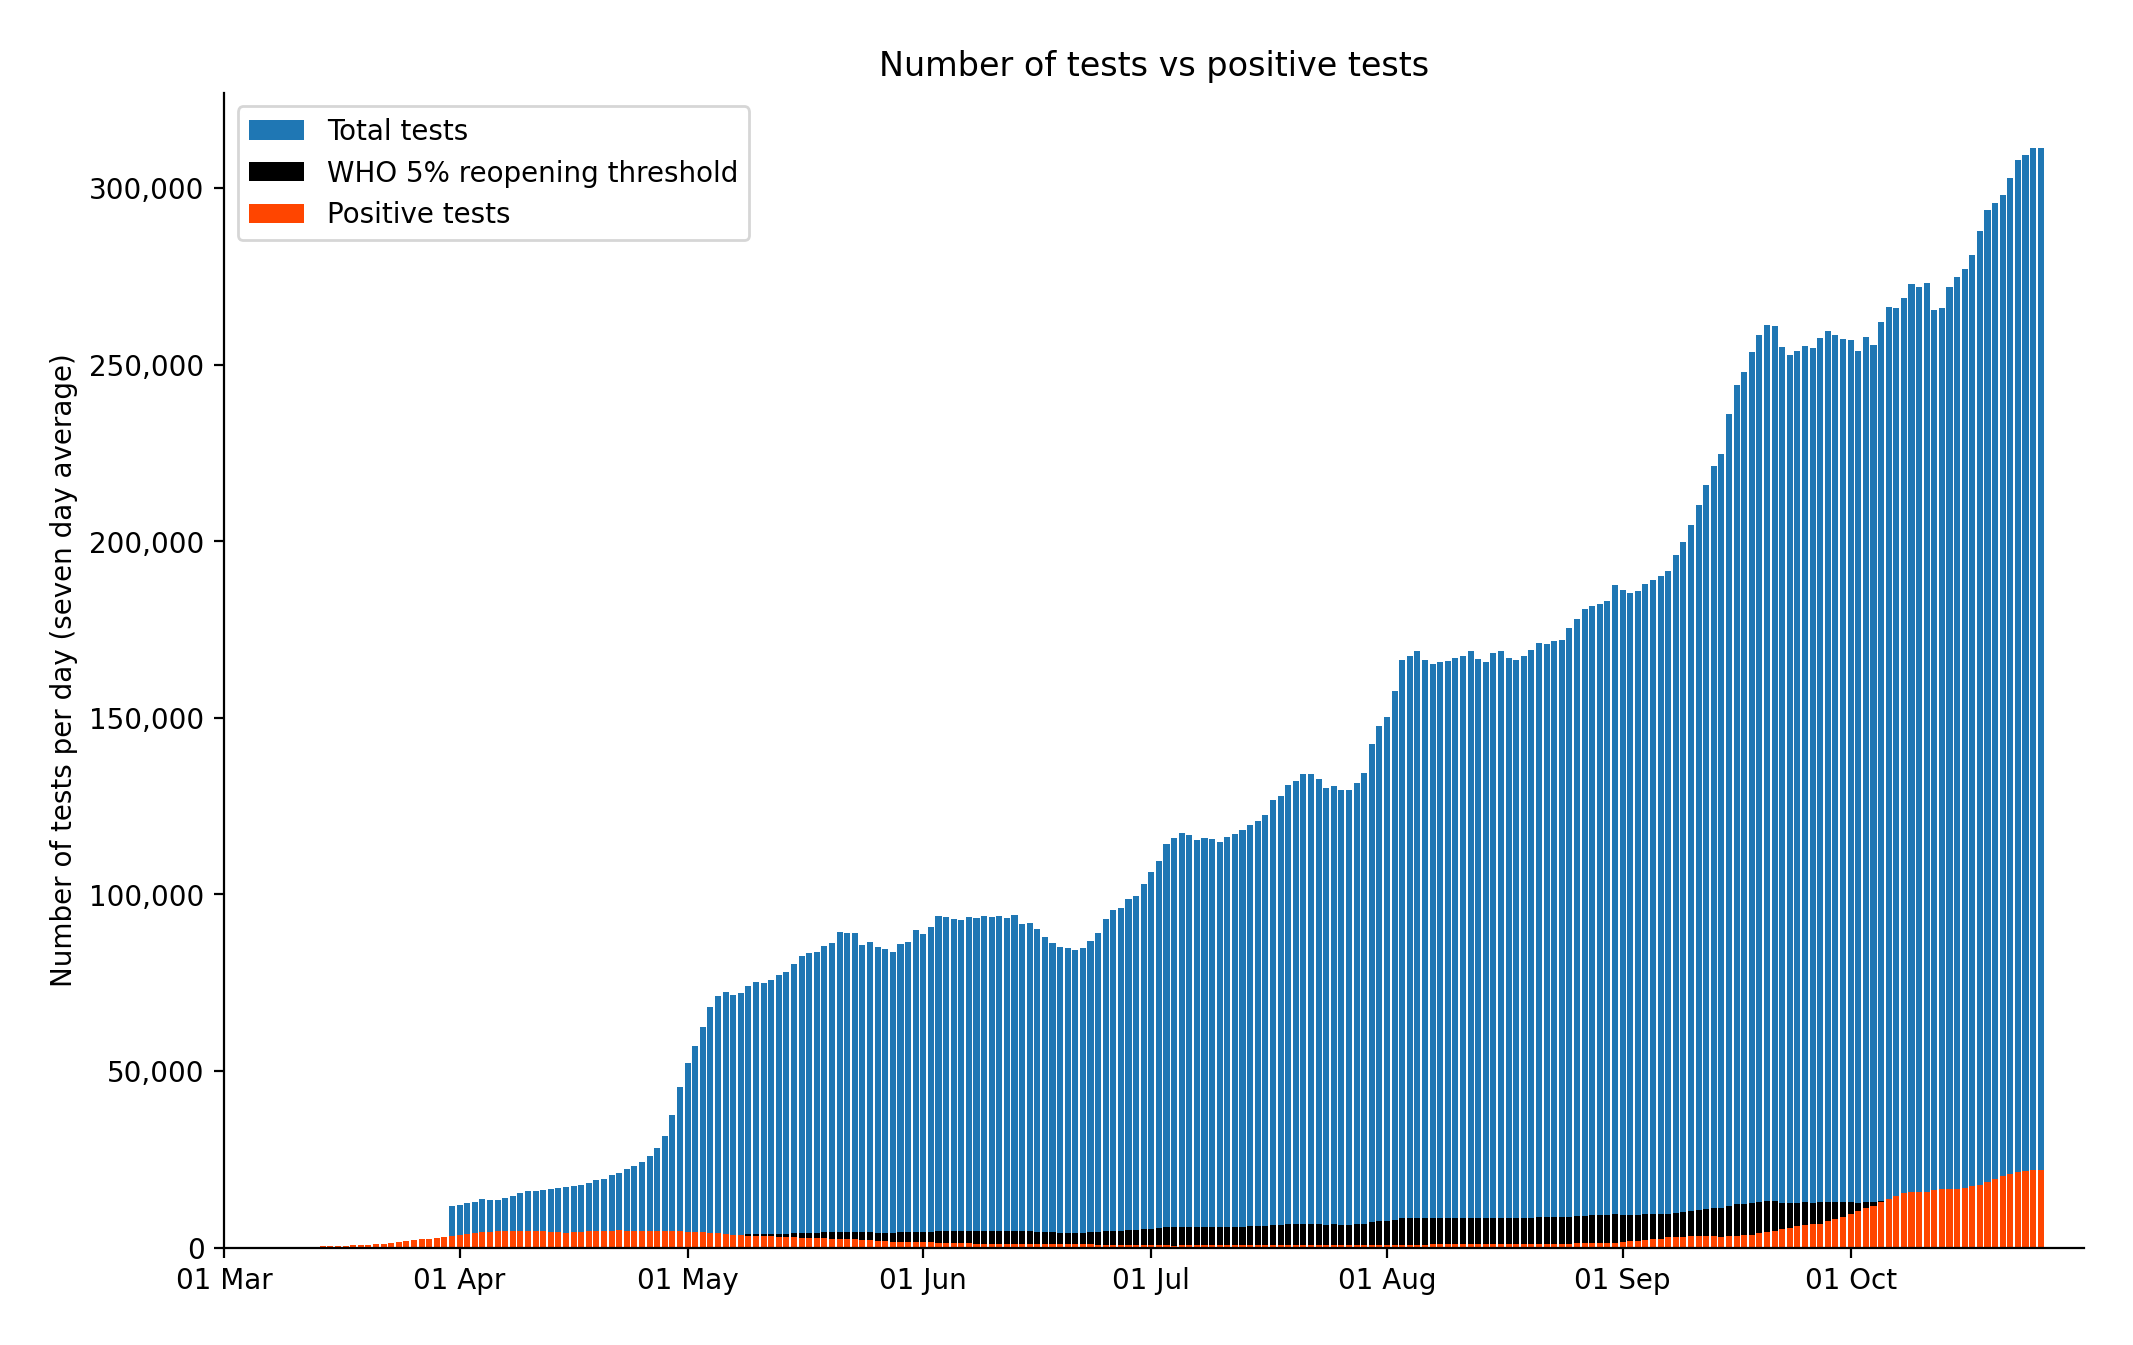 Number of tests vs positive tests
Total tests
WHO 5% reopening threshold
Positive tests
Number of tests per day (seven day average)
300,000
250,000
200,000
150,000
100,000
50,000
0
01 Mar
01 Apr
01 May
01 Jun
01 Jul
01 Aug
01 Sep
01 Oct